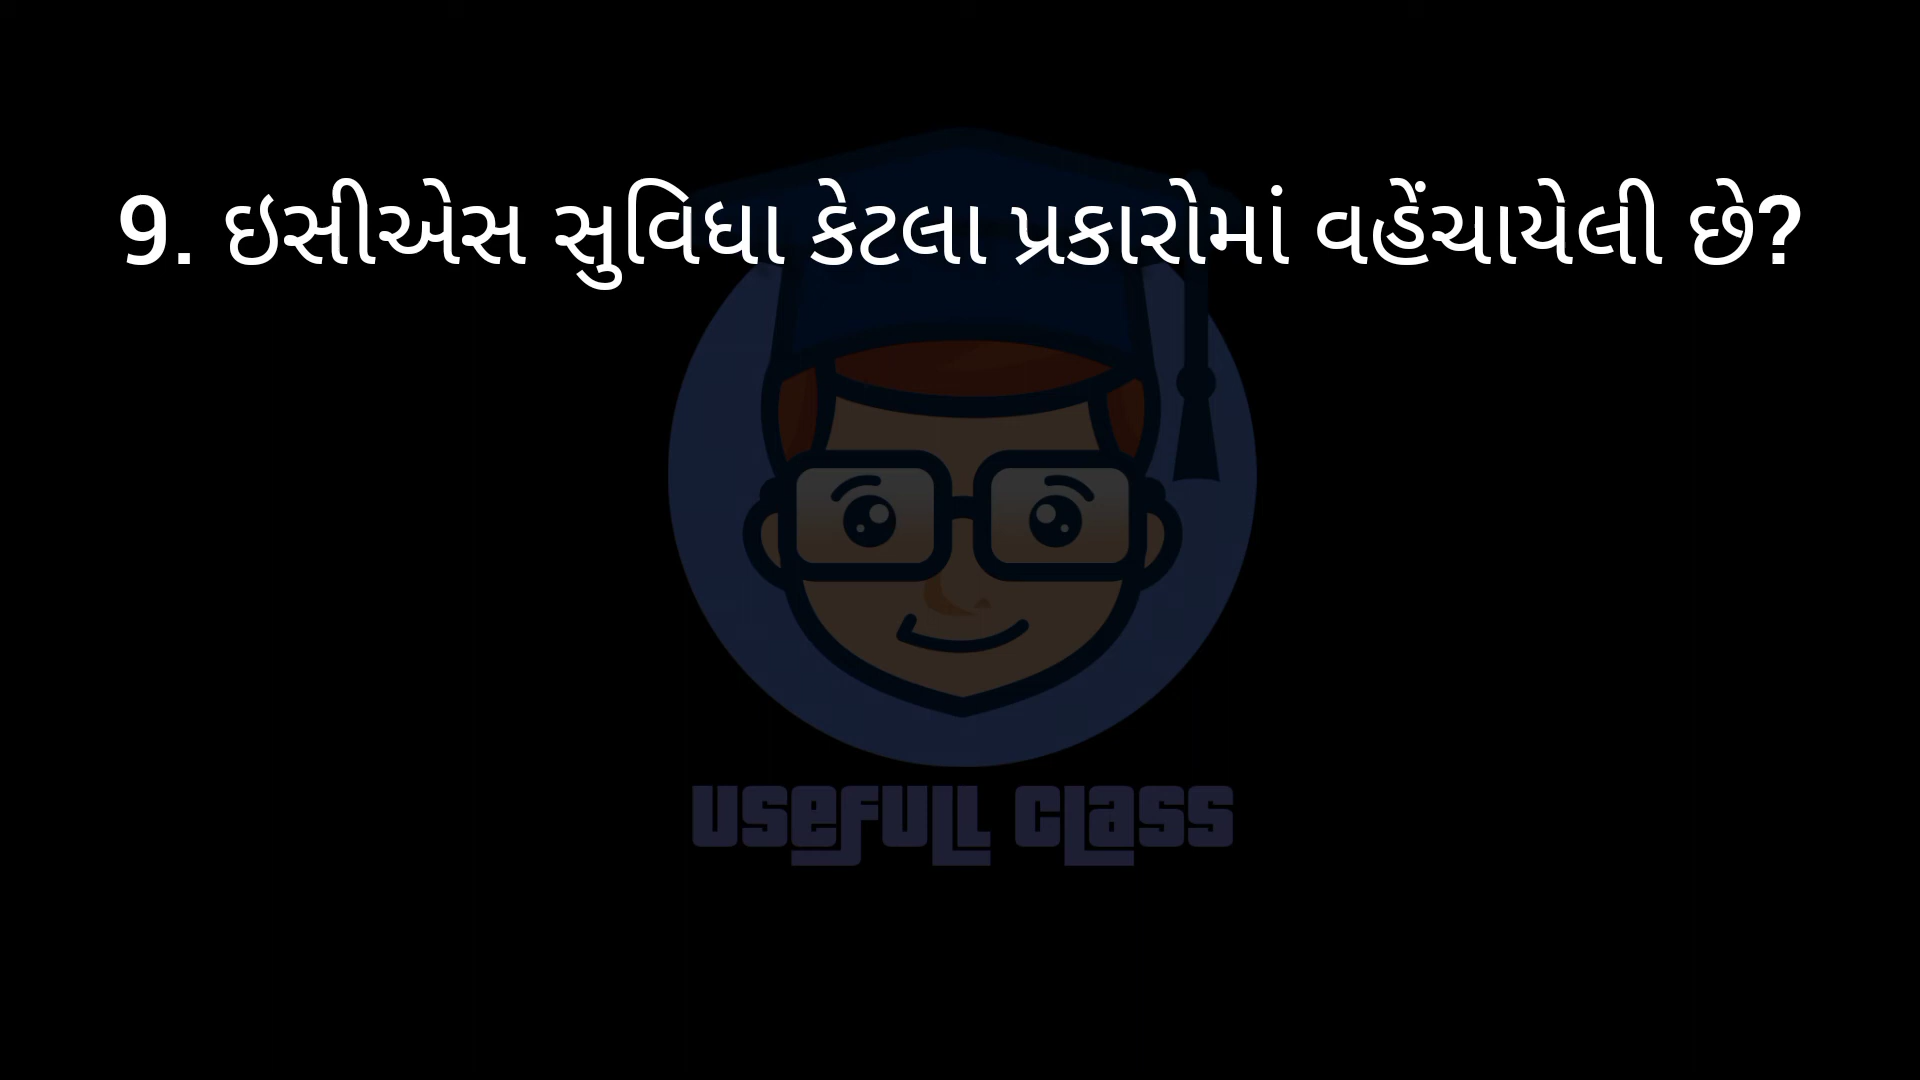 9. ઇસીએસ સુવિધા કેટલા પ્રકારોમાં વહેંચાયેલી છે?
USEFULL CLASS